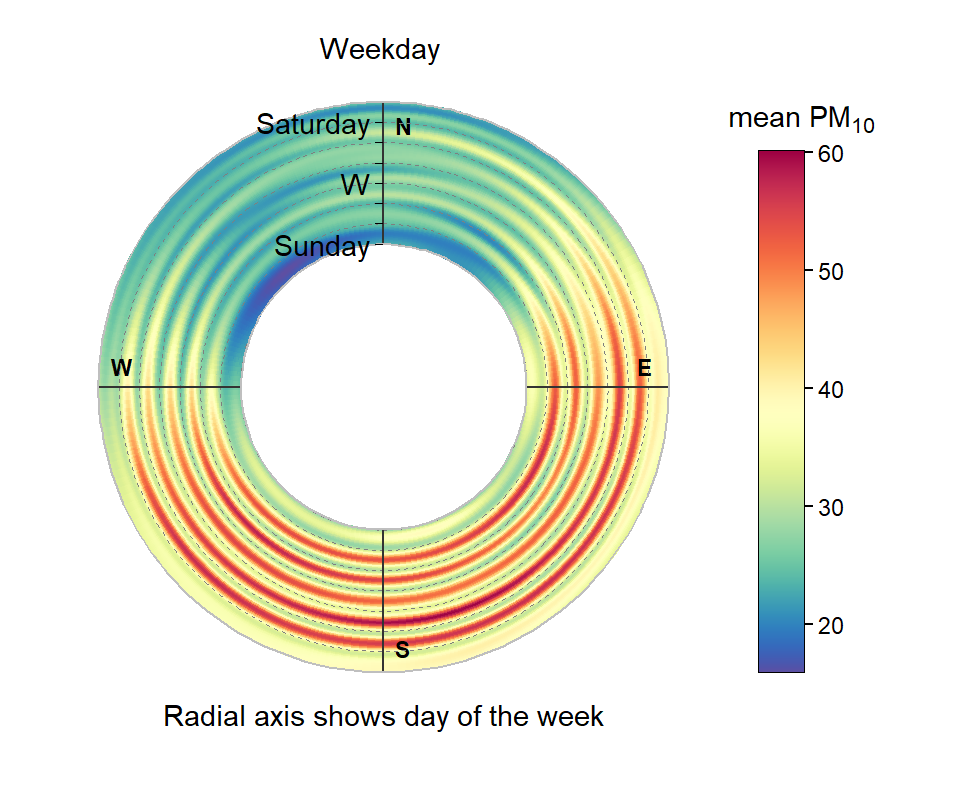 Weekday
mean PM₁₀
Saturday
N
60
W
Sunday
50
W
E
40
30
20
S
Radial axis shows day of the week